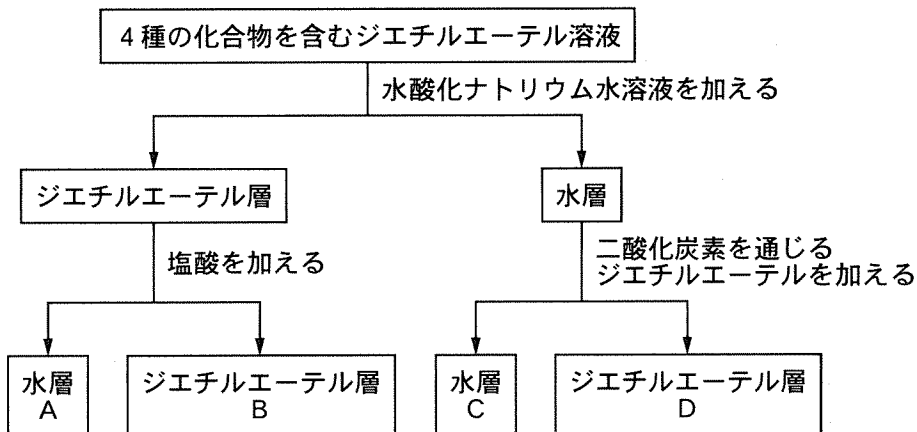 4種の化合物を含むジエチルエーテル溶液
水酸化ナトリウム水溶液を加える
ジエチルエーテル層
水層
塩酸を加える
二酸化炭素を通じる
ジエチルエーテルを加える
水層
A
ジエチルエーテル層
B
水層
C
ジエチルエーテル層
D